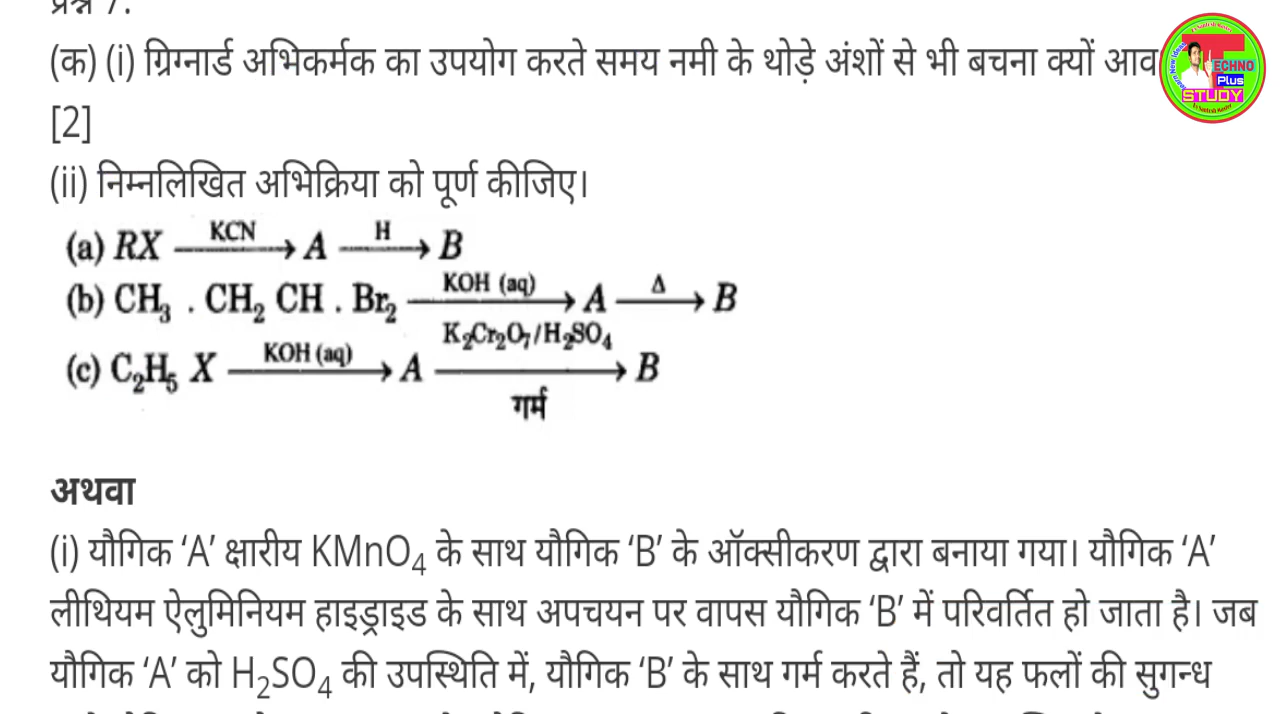 प्रश्न 7.
(क) (i) ग्रिग्नार्ड अभिकर्मक का उपयोग करते समय नमी के थोड़े अंशों से भी बचना क्यों आव
[2]
(ii) निम्नलिखित अभिक्रिया को पूर्ण कीजिए।
(a) RX —KCN→ A —H→ B
(b) CH₃ . CH₂ CH . Br₂ —KOH (aq)→ A —Δ→ B
(c) C₂H₅ X —KOH (aq)→ A —K₂Cr₂O₇/H₂SO₄ गर्म→ B
अथवा
(i) यौगिक ‘A’ क्षारीय KMnO₄ के साथ यौगिक ‘B’ के ऑक्सीकरण द्वारा बनाया गया। यौगिक ‘A’
लीथियम ऐलुमिनियम हाइड्राइड के साथ अपचयन पर वापस यौगिक ‘B’ में परिवर्तित हो जाता है। जब
यौगिक ‘A’ को H₂SO₄ की उपस्थिति में, यौगिक ‘B’ के साथ गर्म करते हैं, तो यह फलों की सुगन्ध
TECHNO
Plus
STUDY